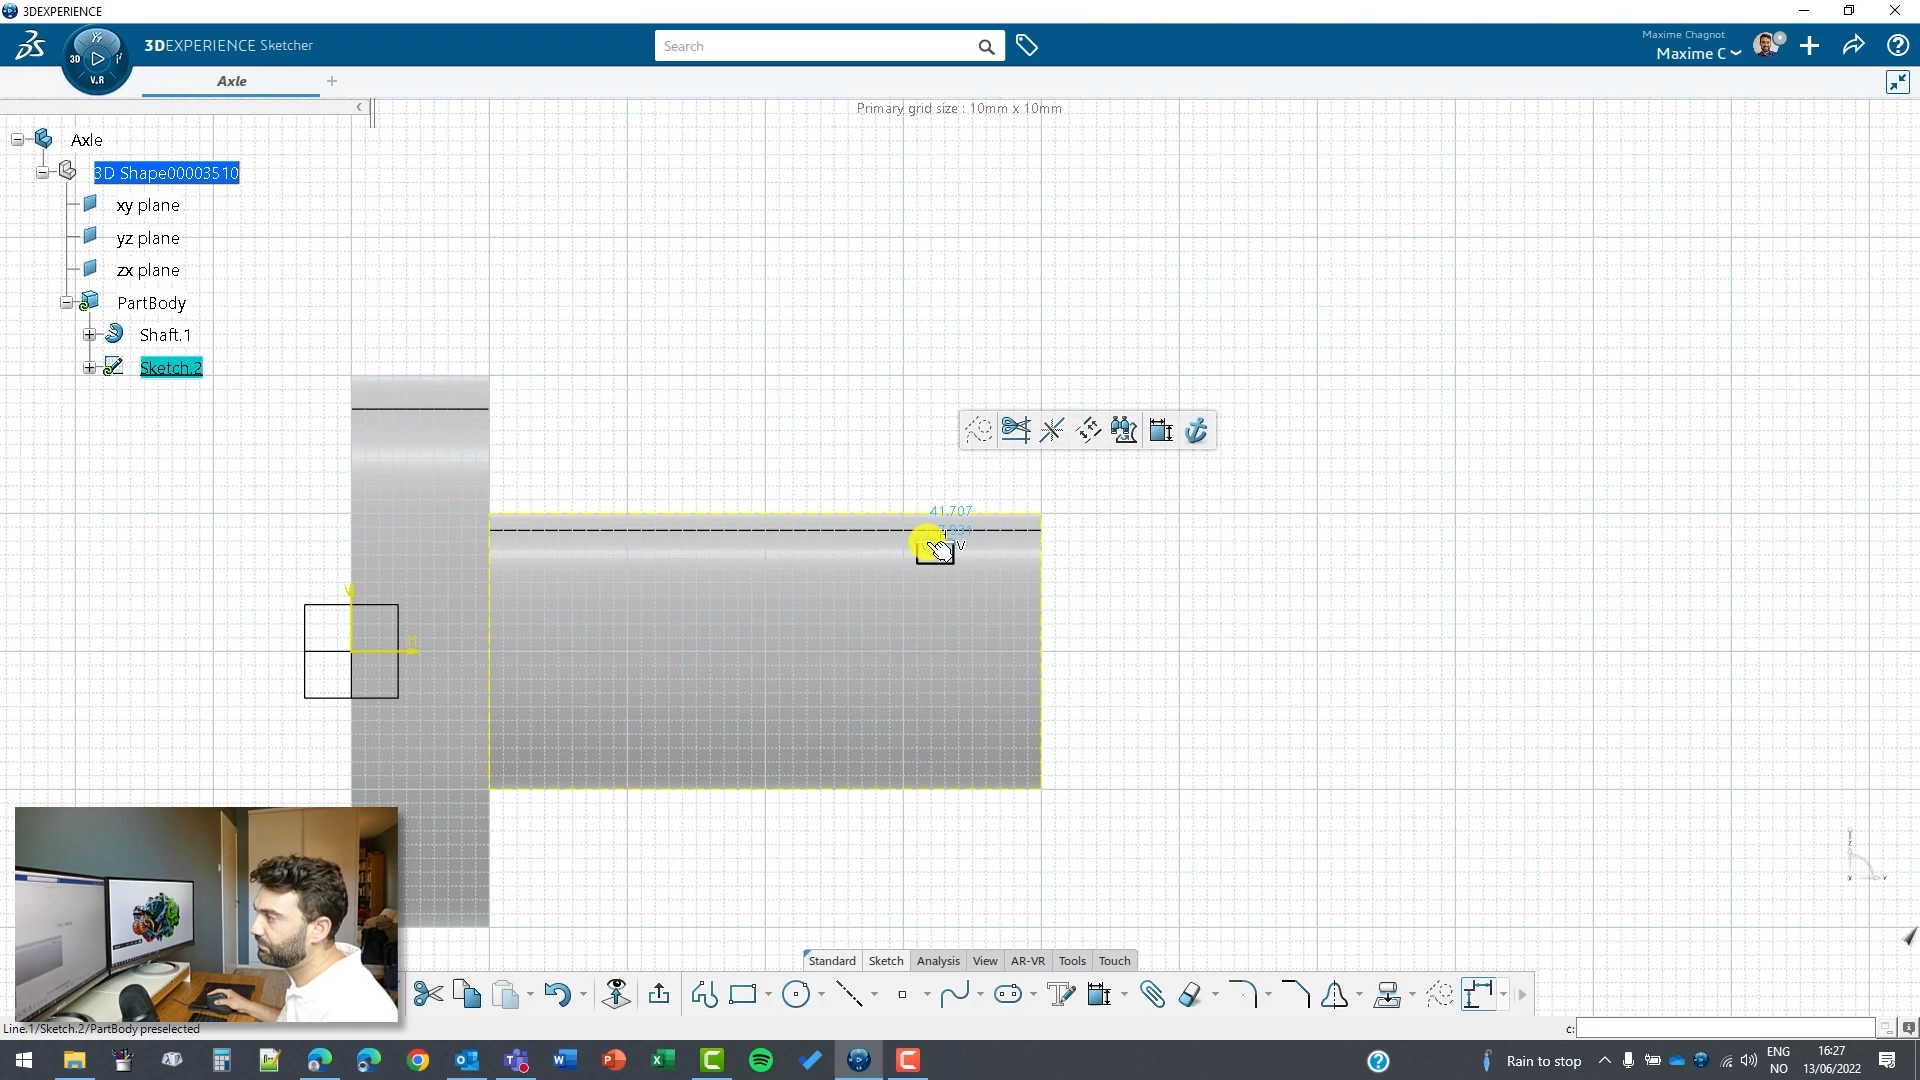 3DEXPERIENCE
3DEXPERIENCE Sketcher
Search
Maxime Chagnot
Maxime C
3D
V.R
Axle
Primary grid size : 10mm x 10mm
Axle
3D Shape00003510
xy plane
yz plane
zx plane
PartBody
Shaft.1
Sketch.2
41.707
V
V
H
Standard
Sketch
Analysis
View
AR-VR
Tools
Touch
Line.1/Sketch.2/PartBody preselected
c:
Rain to stop
ENG
NO
16:27
13/06/2022